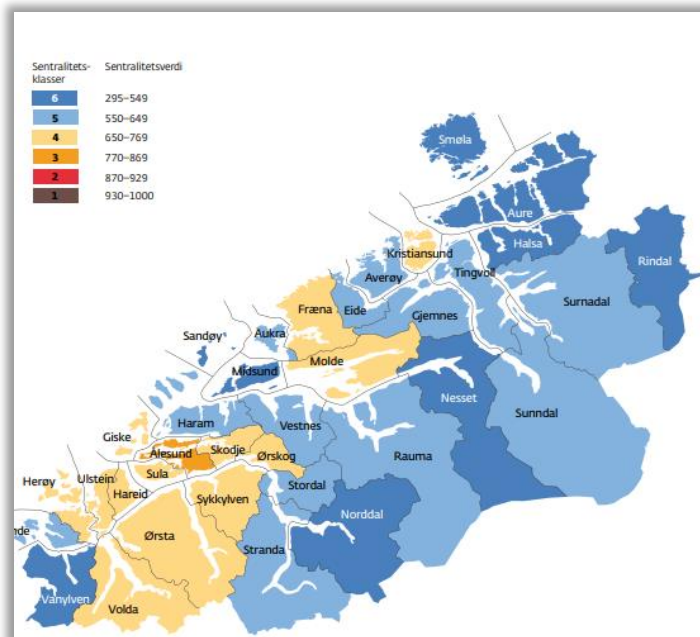 Sentralitets- Sentralitetsverdi
klasser
6 295–549
5 550–649
4 650–769
3 770–869
2 870–929
1 930–1000
Smøla
Aure
Halsa
Rindal
Kristiansund
Averøy
Tingvoll
Surnadal
Fræna
Eide
Gjemnes
Sandøy
Aukra
Molde
Midsund
Nesset
Sunndal
Haram
Vestnes
Giske
Ålesund
Skodje
Ørskog
Rauma
Sula
Herøy
Ulstein
Hareid
Sykkylven
Stordal
Norddal
nde
Ørsta
Stranda
Vanylven
Volda